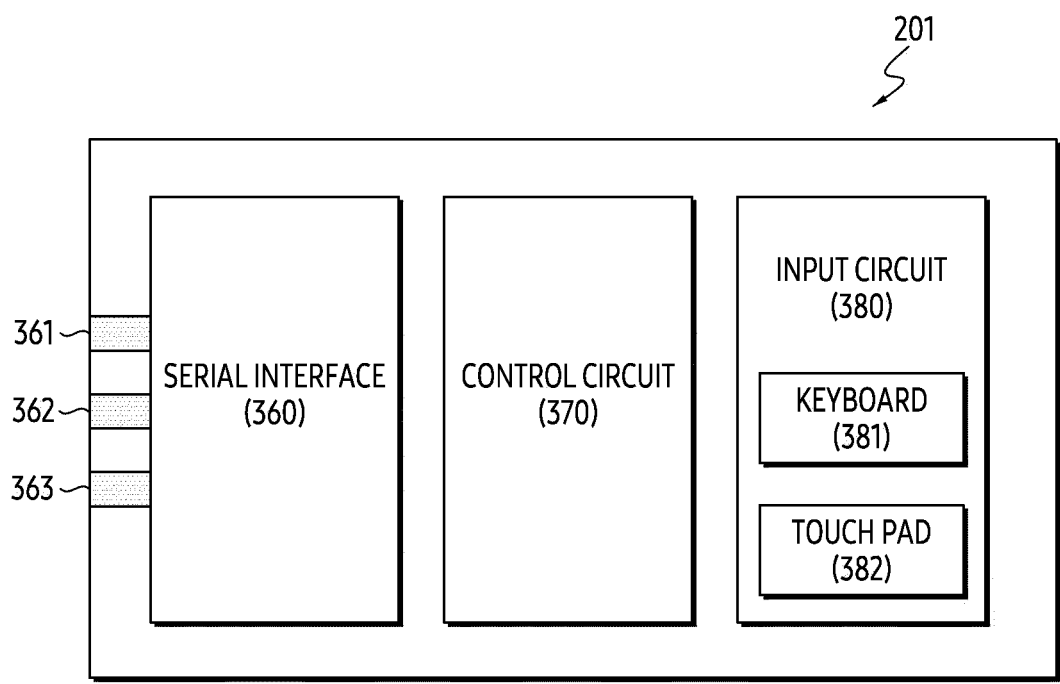 201
361
362
363
SERIAL INTERFACE
(360)
CONTROL CIRCUIT
(370)
INPUT CIRCUIT
(380)
KEYBOARD
(381)
TOUCH PAD
(382)